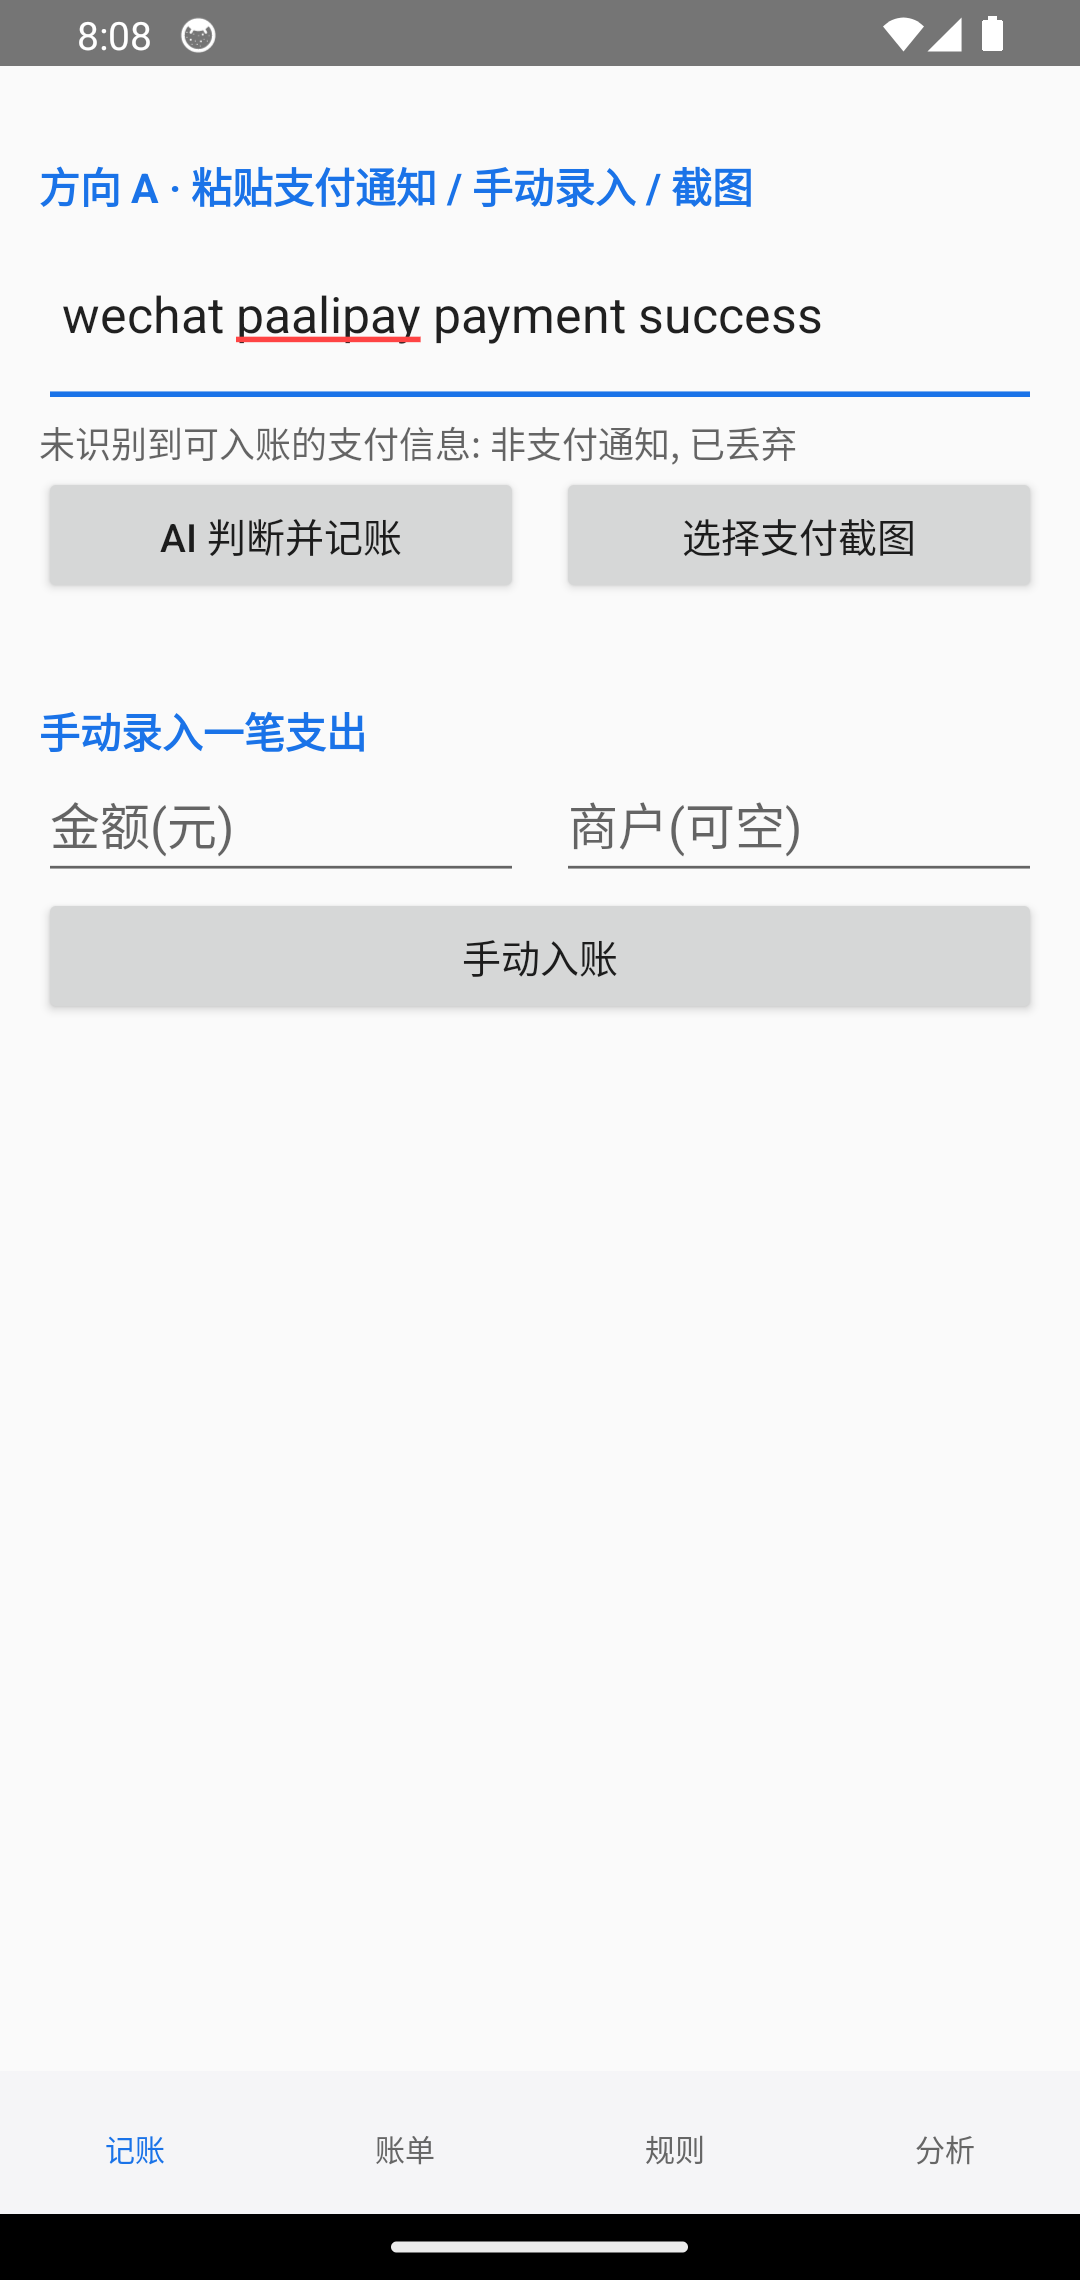 8:08
方向 A · 粘贴支付通知 / 手动录入 / 截图
wechat paalipay payment success
未识别到可入账的支付信息: 非支付通知, 已丢弃
AI 判断并记账
选择支付截图
手动录入一笔支出
金额(元)
商户(可空)
手动入账
记账
账单
规则
分析